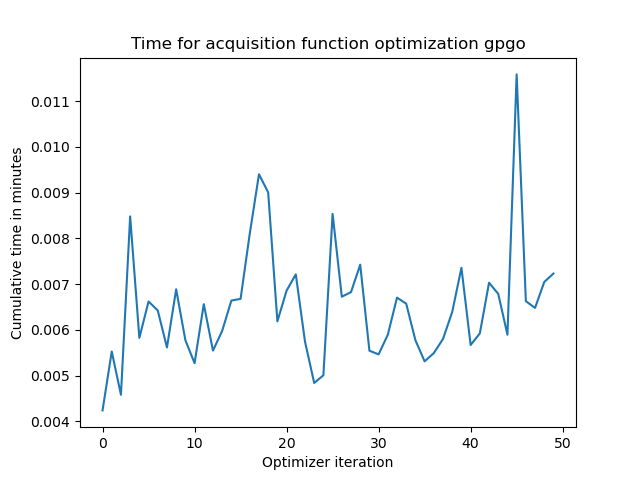 Time for acquisition function optimization gpgo
Cumulative time in minutes
0.011
0.010
0.009
0.008
0.007
0.006
0.005
0.004
0 10 20 30 40 50
Optimizer iteration